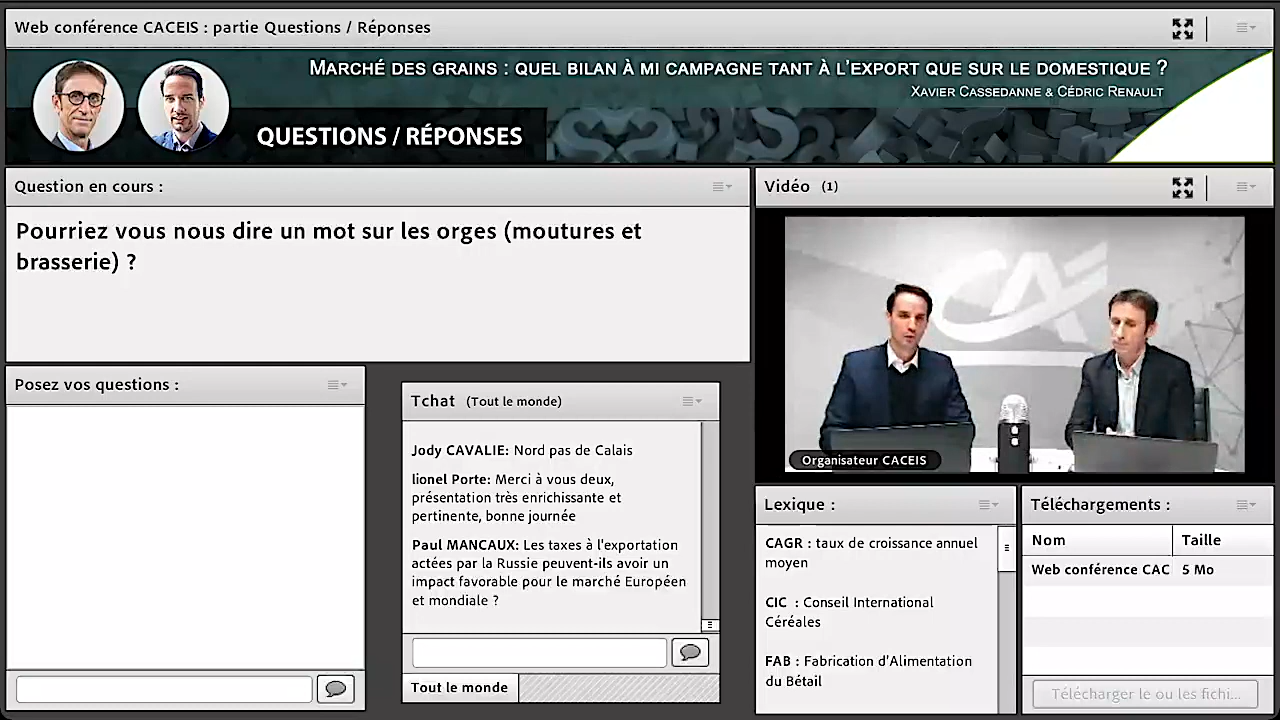 Web conférence CACEIS : partie Questions / Réponses
MARCHÉ DES GRAINS : QUEL BILAN À MI CAMPAGNE TANT À L'EXPORT QUE SUR LE DOMESTIQUE ?
XAVIER CASSEDANNE & CÉDRIC RENAULT
QUESTIONS / RÉPONSES
Question en cours :
Pourriez vous nous dire un mot sur les orges (moutures et
brasserie) ?
Vidéo (1)
CA
Organisateur CACEIS
Posez vos questions :
Tchat (Tout le monde)
Jody CAVALIE: Nord pas de Calais
lionel Porte: Merci à vous deux,
présentation très enrichissante et
pertinente, bonne journée
Paul MANCAUX: Les taxes à l'exportation
actées par la Russie peuvent-ils avoir un
impact favorable pour le marché Européen
et mondiale ?
Tout le monde
Lexique :
CAGR : taux de croissance annuel
moyen
CIC : Conseil International
Céréales
FAB : Fabrication d'Alimentation
du Bétail
Téléchargements :
Nom Taille
Web conférence CAC 5 Mo
Télécharger le ou les fichi...